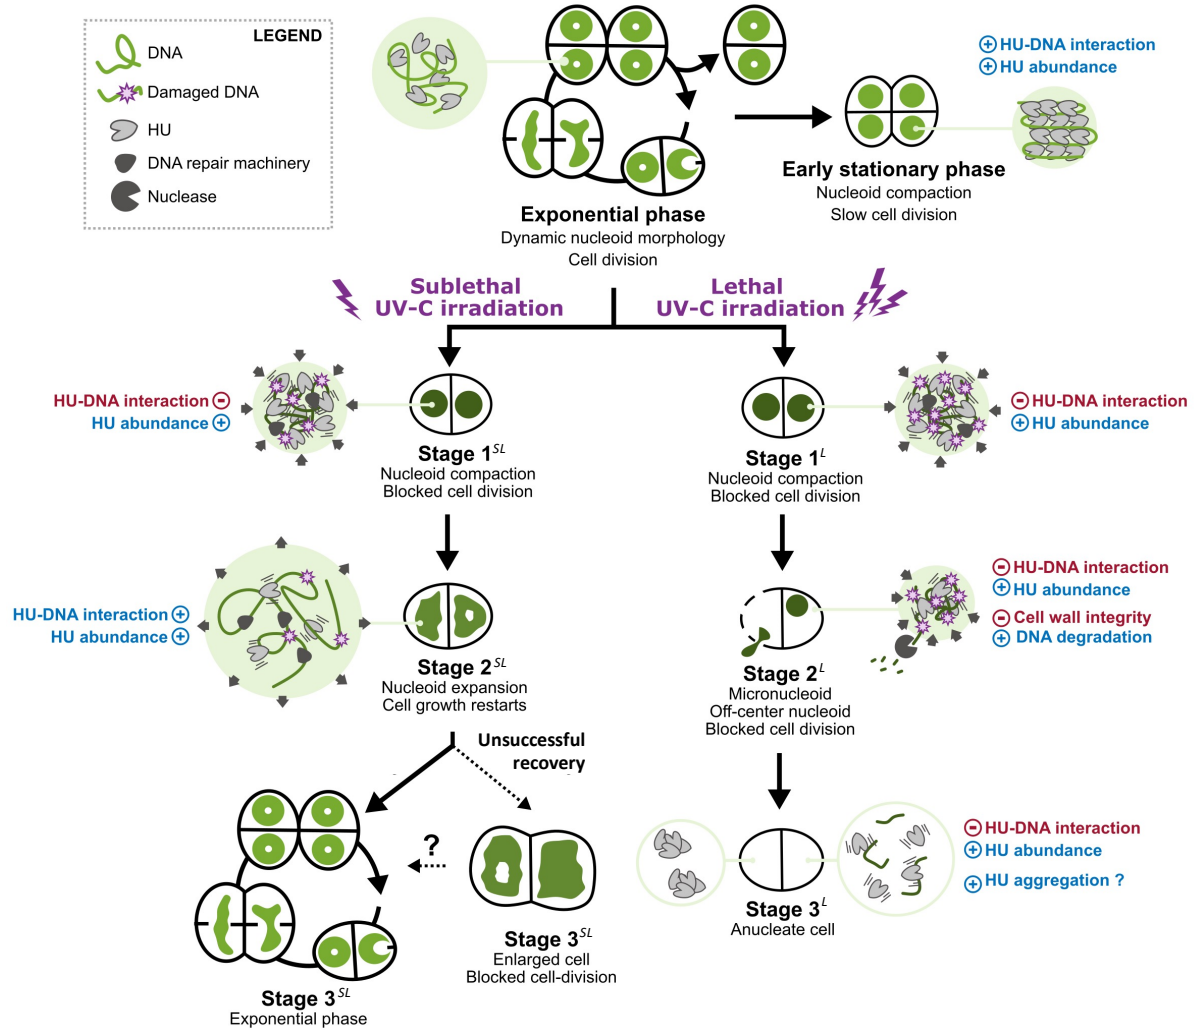 LEGEND
DNA
Damaged DNA
HU
DNA repair machinery
Nuclease
+ HU-DNA interaction
+ HU abundance
Early stationary phase
Nucleoid compaction
Slow cell division
Exponential phase
Dynamic nucleoid morphology
Cell division
Sublethal
UV-C irradiation
Lethal
UV-C irradiation
HU-DNA interaction -
HU abundance +
Stage 1SL
Nucleoid compaction
Blocked cell division
Stage 1L
Nucleoid compaction
Blocked cell division
- HU-DNA interaction
+ HU abundance
HU-DNA interaction +
HU abundance +
Stage 2SL
Nucleoid expansion
Cell growth restarts
Stage 2L
Micronucleoid
Off-center nucleoid
Blocked cell division
- HU-DNA interaction
+ HU abundance
- Cell wall integrity
+ DNA degradation
Unsuccessful
recovery
?
Stage 3SL
Exponential phase
Stage 3SL
Enlarged cell
Blocked cell-division
Stage 3L
Anucleate cell
- HU-DNA interaction
+ HU abundance
+ HU aggregation ?